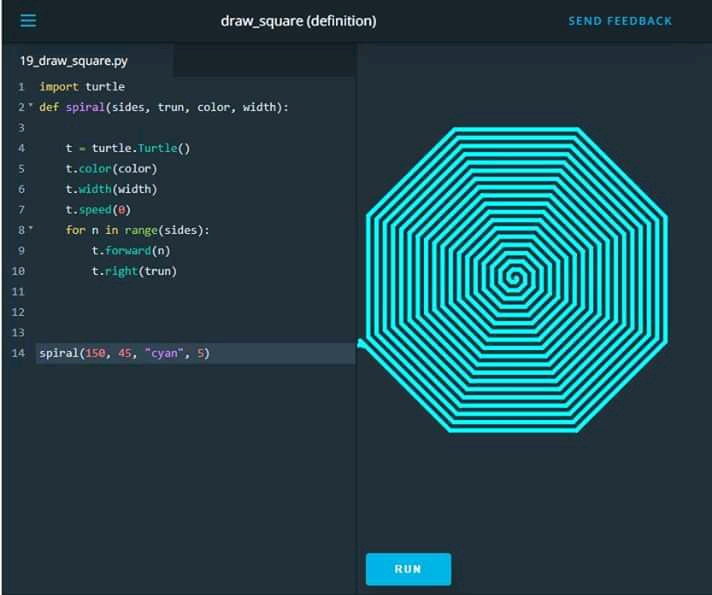 draw_square (definition)
SEND FEEDBACK
19_draw_square.py
1 import turtle
2 def spiral(sides, trun, color, width):
3
4     t = turtle.Turtle()
5     t.color(color)
6     t.width(width)
7     t.speed(0)
8     for n in range(sides):
9         t.forward(n)
10         t.right(trun)
11
12
13
14 spiral(150, 45, "cyan", 5)
RUN